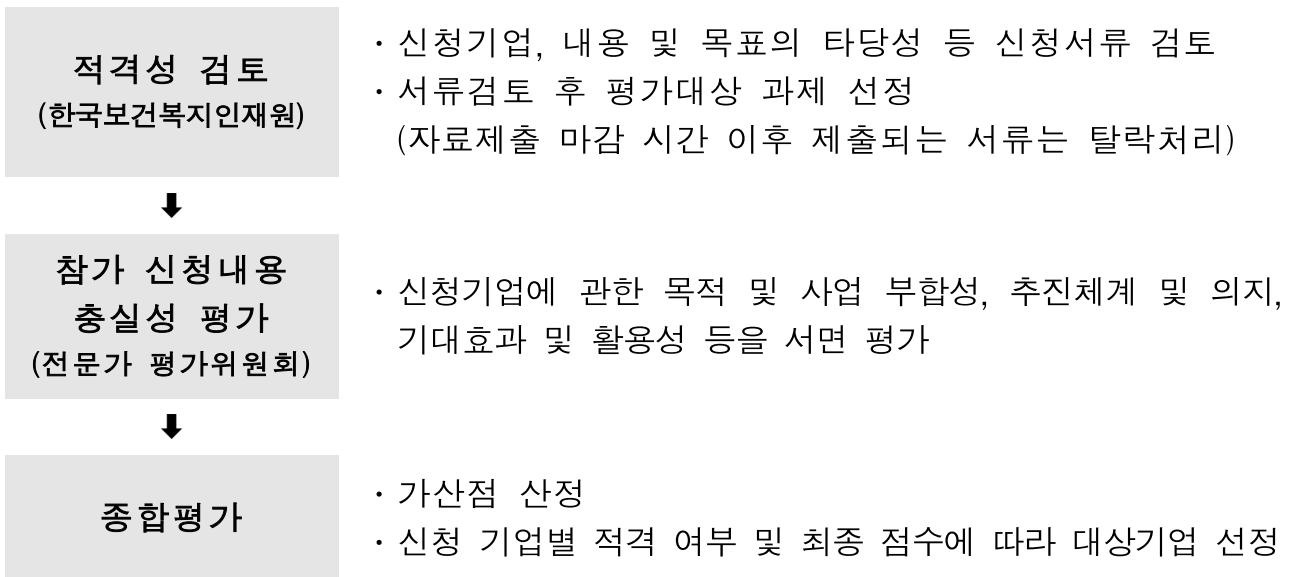 적격성 검토
(한국보건복지인재원)
· 신청기업, 내용 및 목표의 타당성 등 신청서류 검토
· 서류검토 후 평가대상 과제 선정
(자료제출 마감 시간 이후 제출되는 서류는 탈락처리)
참가 신청내용
충실성 평가
(전문가 평가위원회)
· 신청기업에 관한 목적 및 사업 부합성, 추진체계 및 의지,
기대효과 및 활용성 등을 서면 평가
종합평가
· 가산점 산정
· 신청 기업별 적격 여부 및 최종 점수에 따라 대상기업 선정